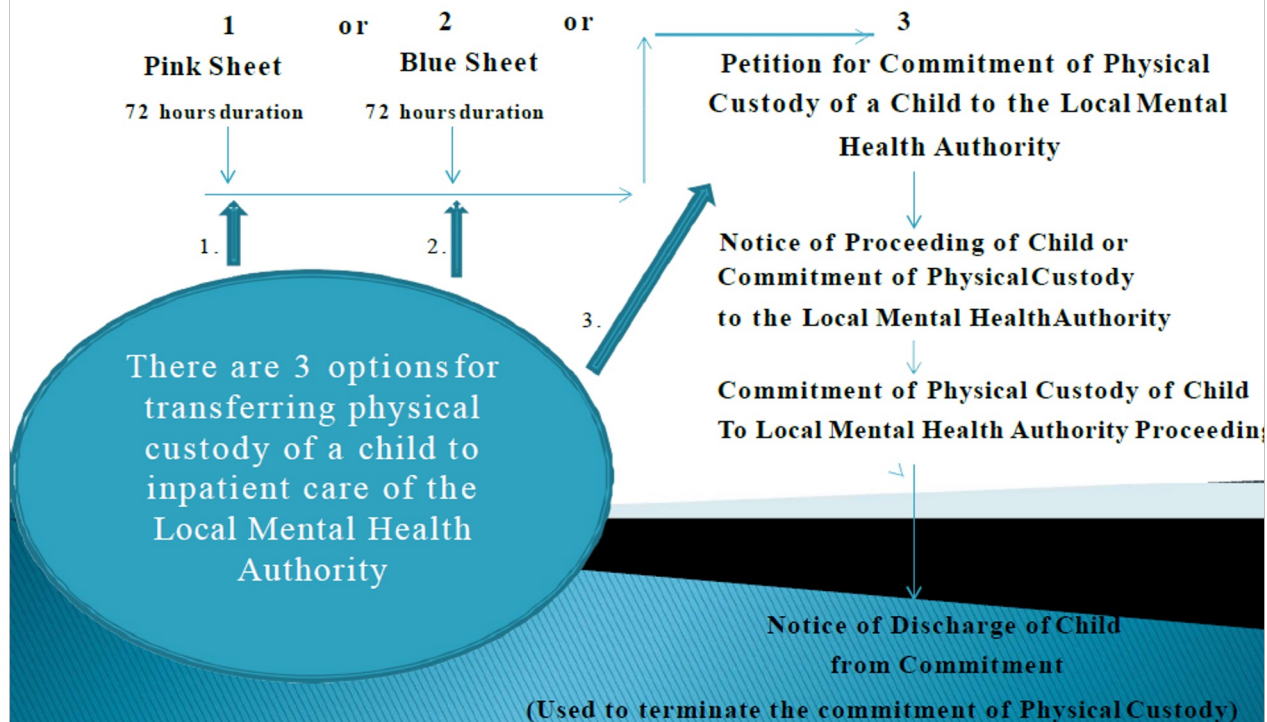 1 or 2 or 3
Pink Sheet
72 hours duration
Blue Sheet
72 hours duration
Petition for Commitment of Physical
Custody of a Child to the Local Mental
Health Authority
1.
2.
3.
Notice of Proceeding of Child or
Commitment of Physical Custody
to the Local Mental Health Authority
Commitment of Physical Custody of Child
To Local Mental Health Authority Proceeding
There are 3 options for
transferring physical
custody of a child to
inpatient care of the
Local Mental Health
Authority
Notice of Discharge of Child
from Commitment
(Used to terminate the commitment of Physical Custody)